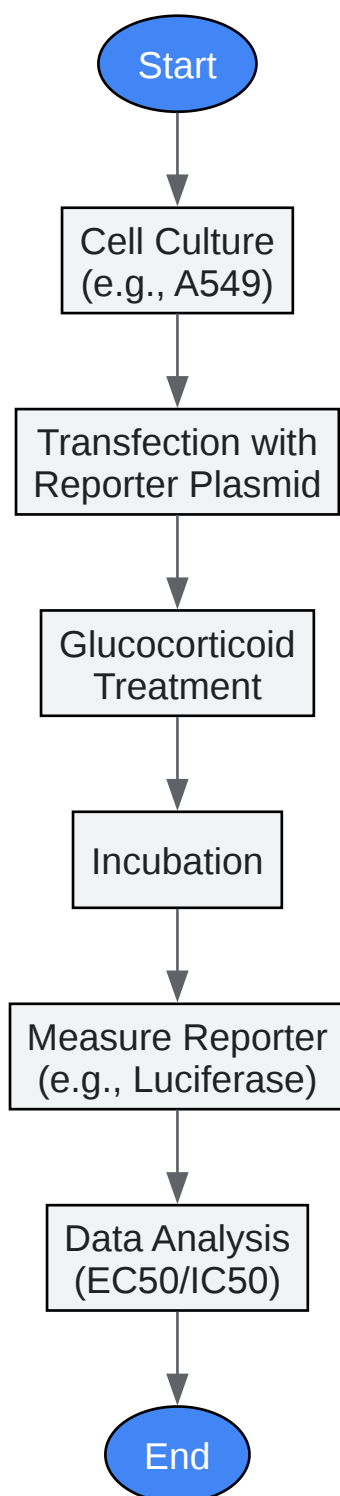 Start
Cell Culture
(e.g., A549)
Transfection with
Reporter Plasmid
Glucocorticoid
Treatment
Incubation
Measure Reporter
(e.g., Luciferase)
Data Analysis
(EC50/IC50)
End